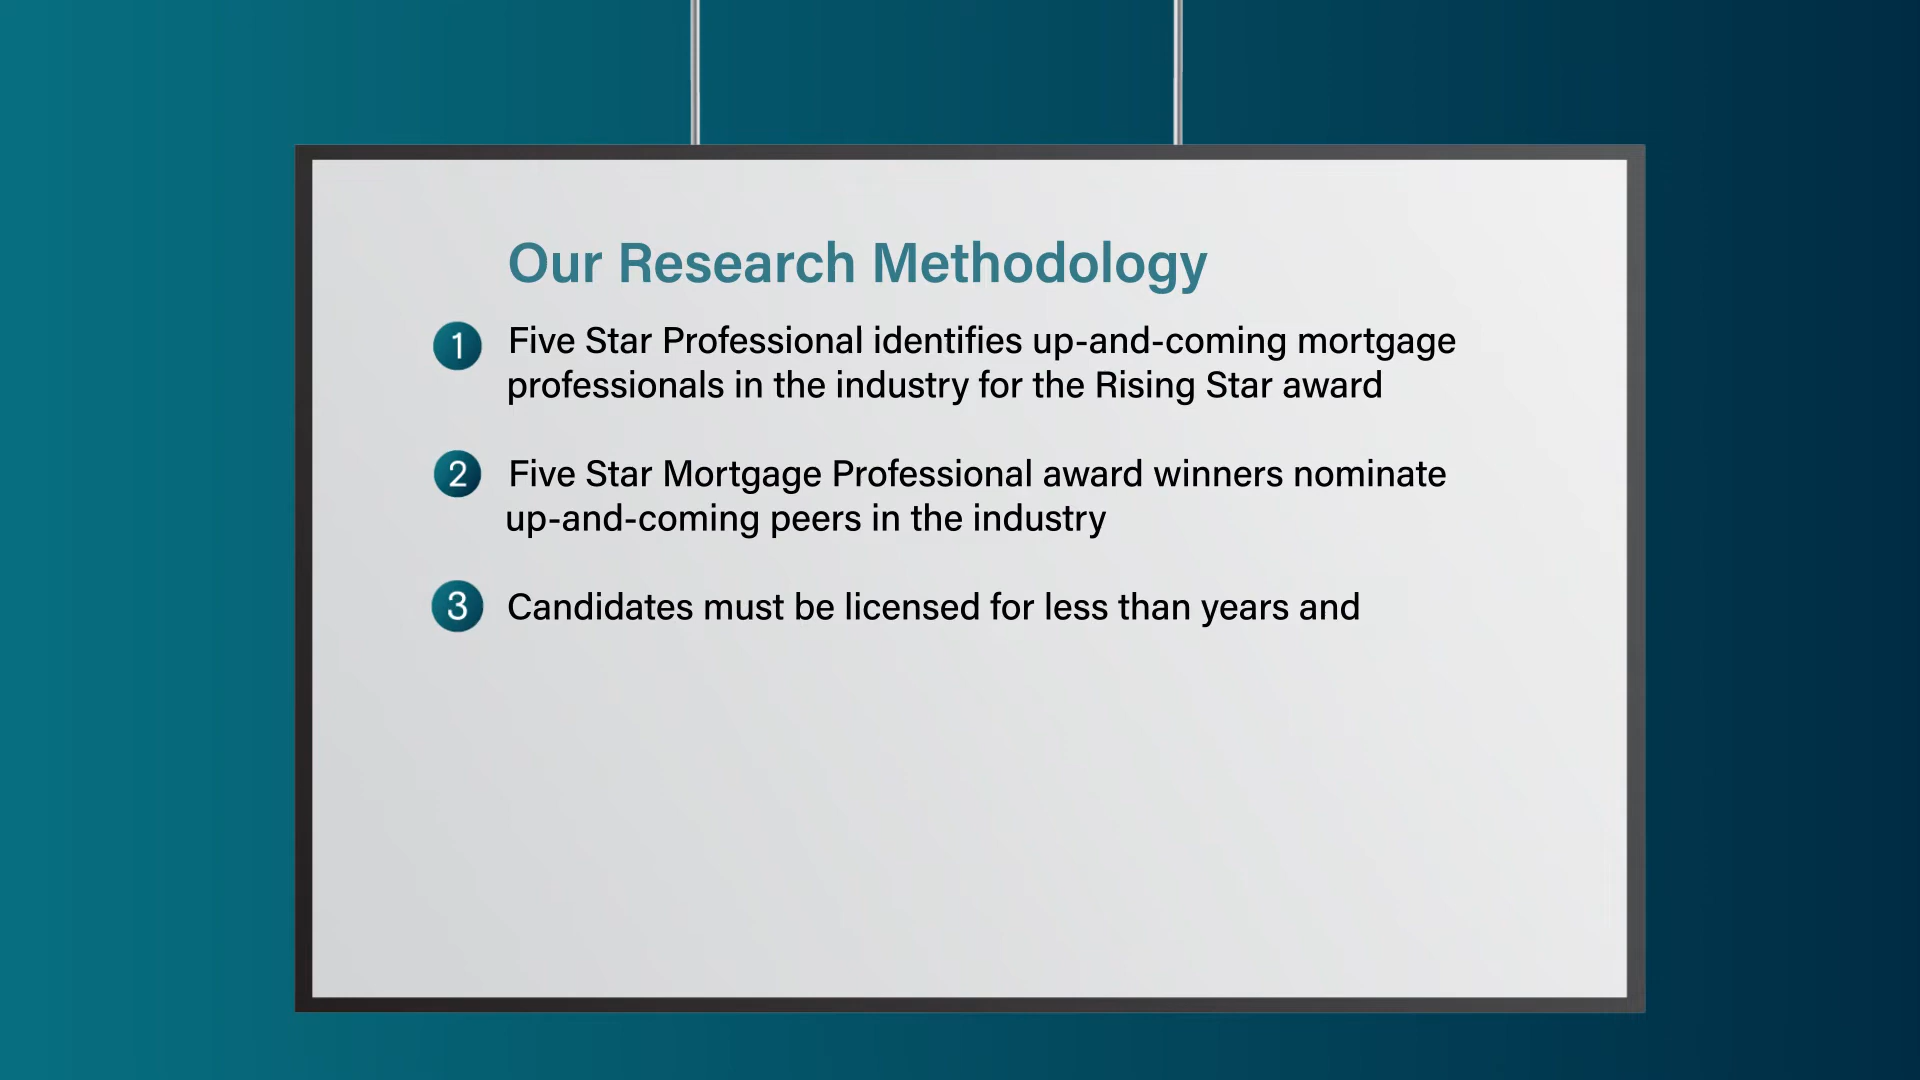 Our Research Methodology
1 Five Star Professional identifies up-and-coming mortgage
professionals in the industry for the Rising Star award
2 Five Star Mortgage Professional award winners nominate
up-and-coming peers in the industry
3 Candidates must be licensed for less than years and